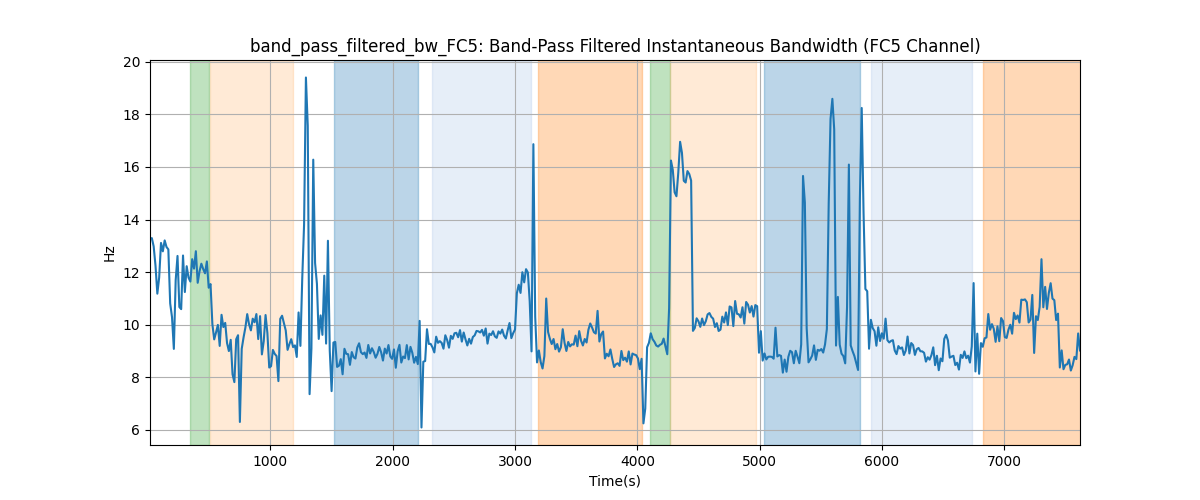 band_pass_filtered_bw_FC5: Band-Pass Filtered Instantaneous Bandwidth (FC5 Channel)
20
18
16
14
12
10
8
6
Hz
1000 2000 3000 4000 5000 6000 7000
Time(s)